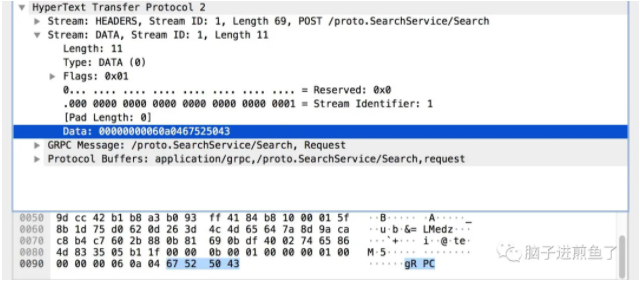 HyperText Transfer Protocol 2
Stream: HEADERS, Stream ID: 1, Length 69, POST /proto.SearchService/Search
Stream: DATA, Stream ID: 1, Length 11
Length: 11
Type: DATA (0)
Flags: 0x01
0... .... .... .... .... .... .... .... = Reserved: 0x0
.000 0000 0000 0000 0000 0000 0000 0001 = Stream Identifier: 1
[Pad Length: 0]
Data: 00000000060a0467525043
GRPC Message: /proto.SearchService/Search, Request
Protocol Buffers: application/grpc,/proto.SearchService/Search,request
0050 9d cc 42 b1 b8 a3 b0 93 ff 41 84 b8 10 00 01 5f ··B····· ·A·····_
0060 8b 1d 75 d0 62 0d 26 3d 4c 4d 65 64 7a 8d 9a ca ··u·b·&= LMedz···
0070 c8 b4 c7 60 2b 88 0b 81 69 0b df 40 02 74 65 86 ···`+··· i··@·te·
0080 4d 83 35 05 b1 1f 00 00 0b 00 01 00 00 00 01 00 M·5····· ········
0090 00 00 00 06 0a 04 67 52 50 43 ······gR PC
脑子进煎鱼了